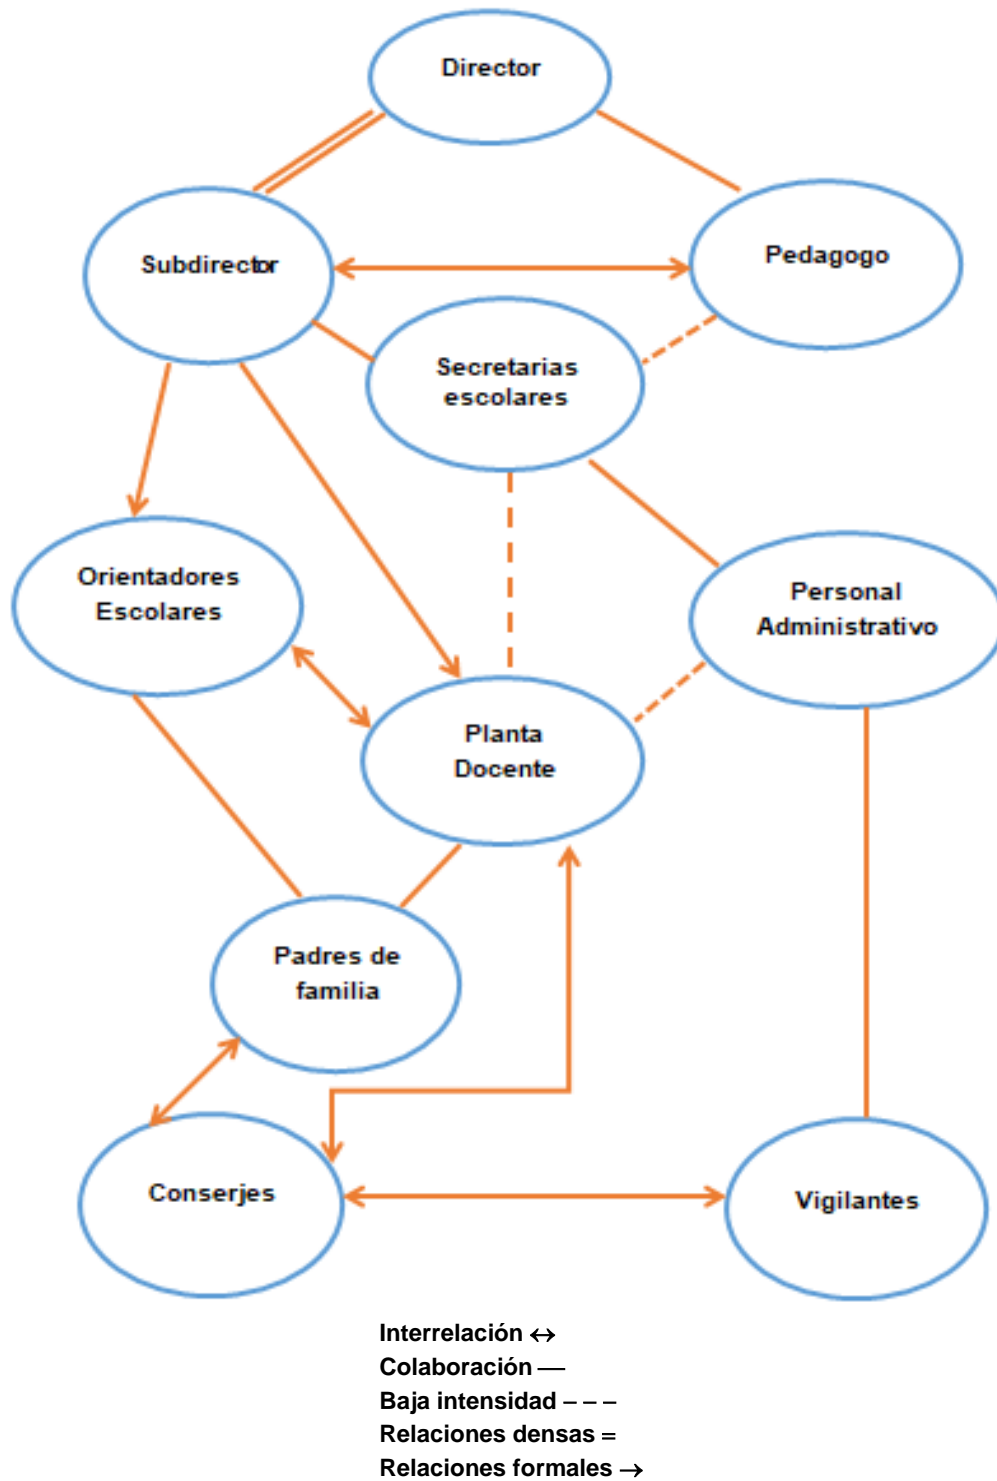 Director
Subdirector
Pedagogo
Secretarias
escolares
Orientadores
Escolares
Personal
Administrativo
Planta
Docente
Padres de
familia
Conserjes
Vigilantes
Interrelación ↔
Colaboración —
Baja intensidad – – –
Relaciones densas =
Relaciones formales →